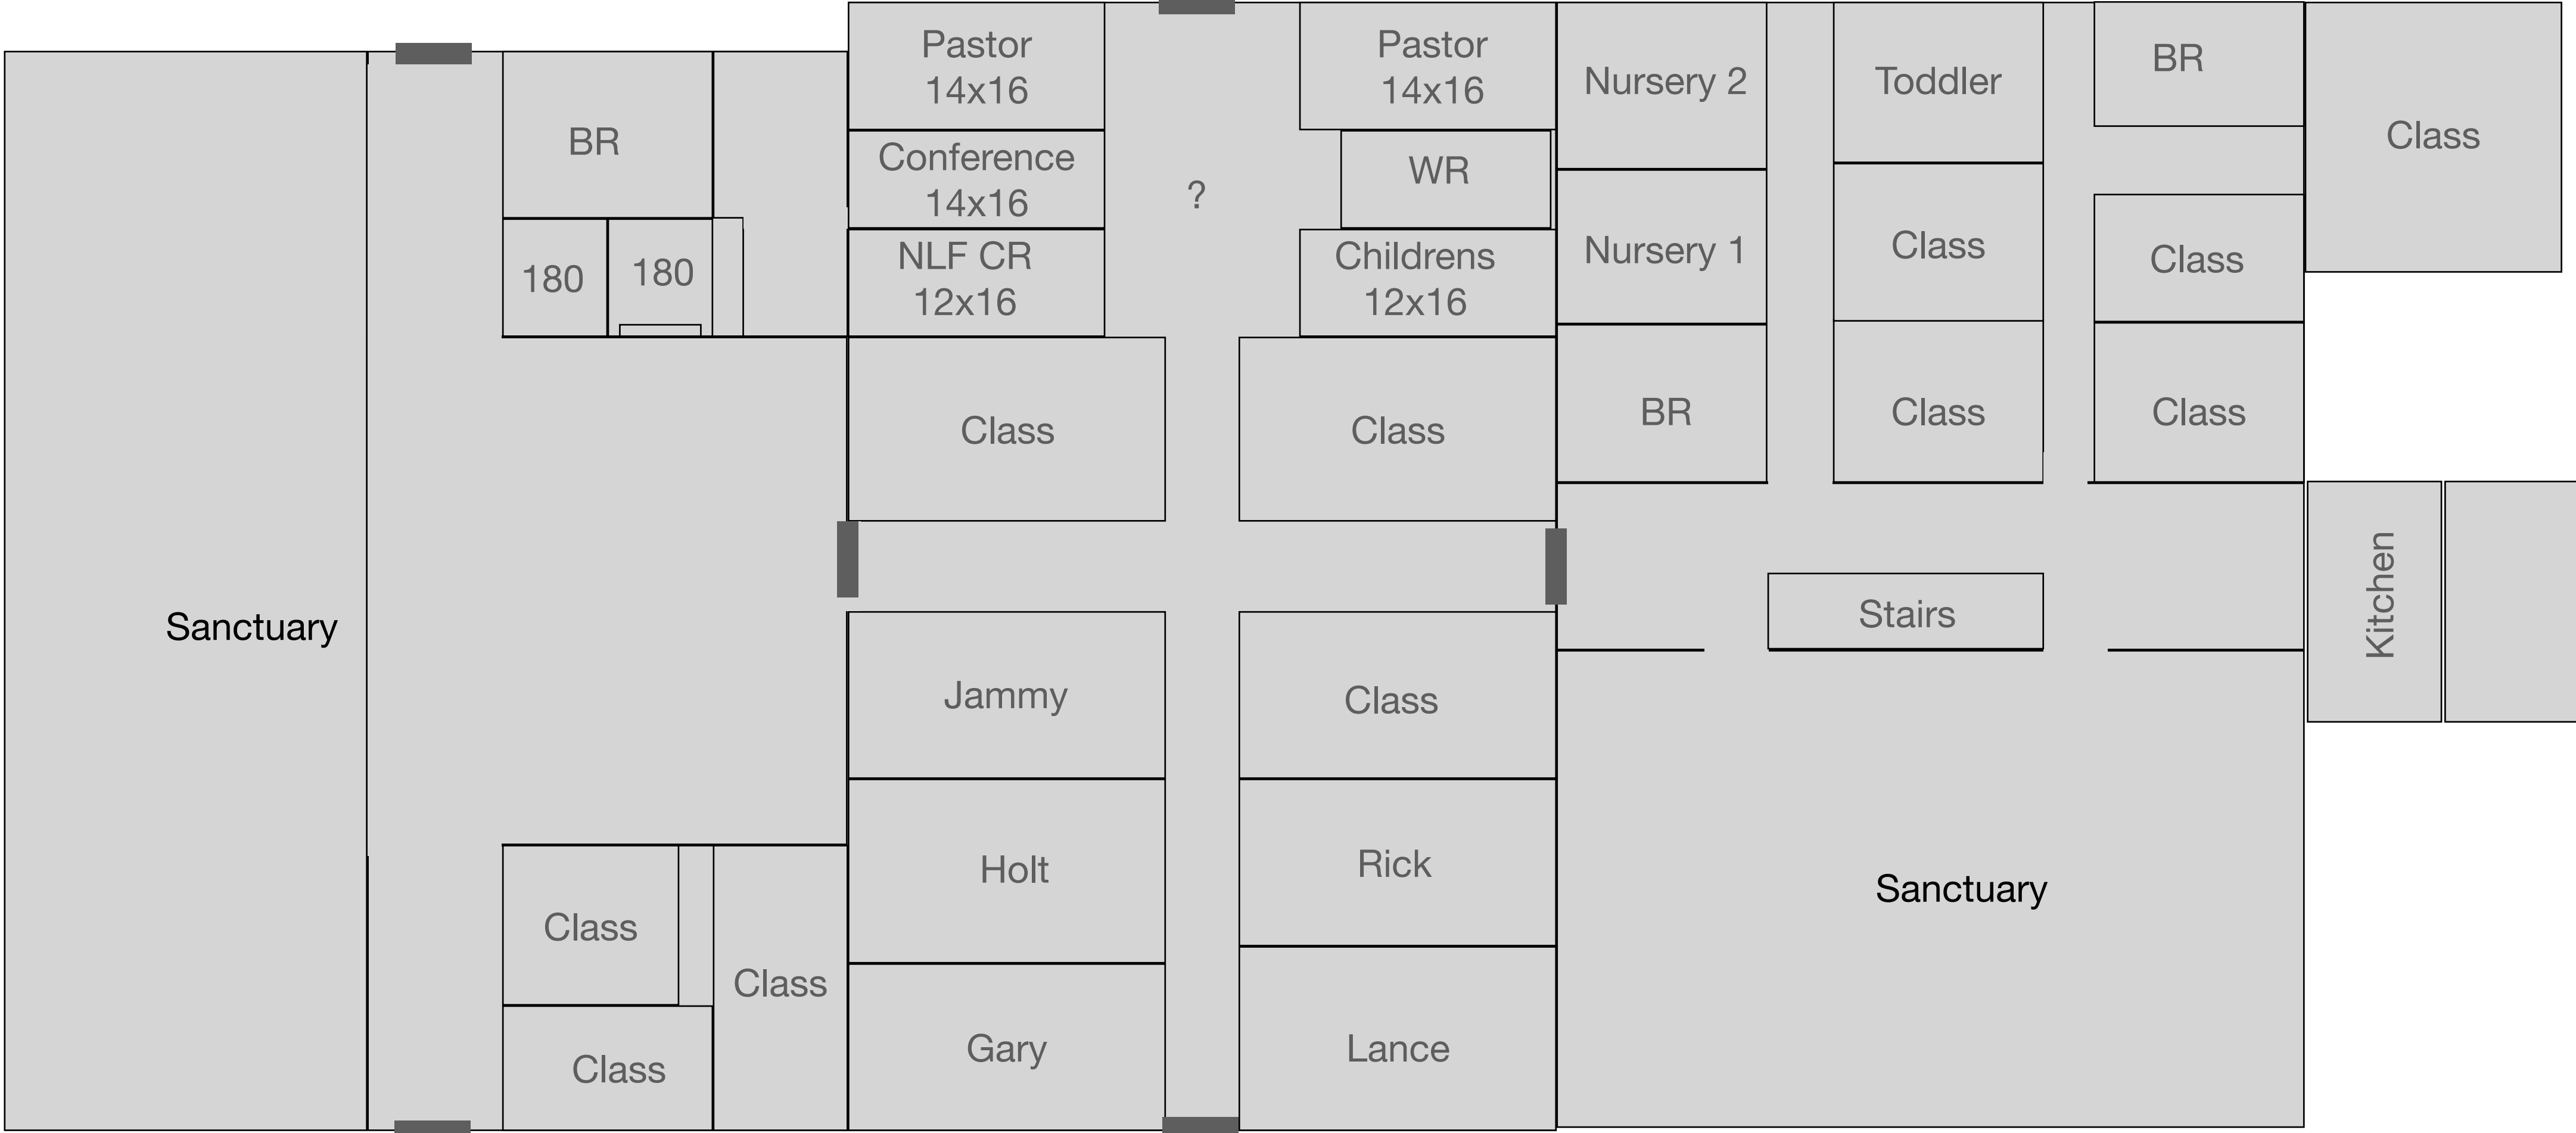 Sanctuary
BR
180
180
Class
Class
Class
Pastor
14x16
Conference
14x16
NLF CR
12x16
Class
Jammy
Holt
Gary
?
Pastor
14x16
WR
Childrens
12x16
Class
Class
Rick
Lance
Nursery 2
Nursery 1
BR
Toddler
Class
Class
BR
Class
Class
Stairs
Sanctuary
Class
Kitchen